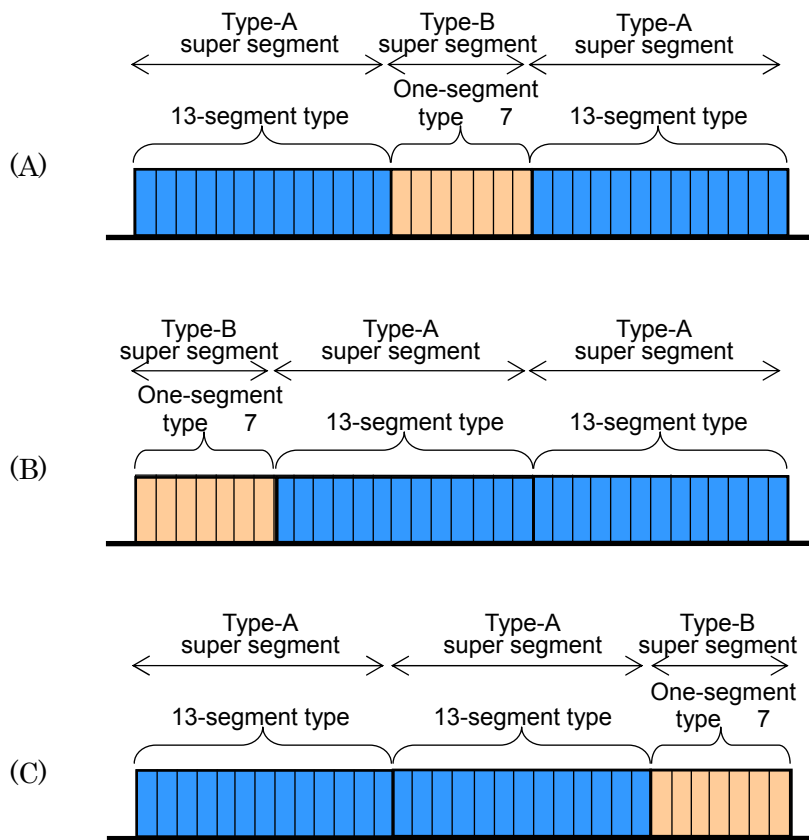 Type-A Type-B Type-A
super segment super segment super segment
One-segment
13-segment type type 7 13-segment type
(A)
Type-B Type-A Type-A
super segment super segment super segment
One-segment
type 7 13-segment type 13-segment type
(B)
Type-A Type-A Type-B
super segment super segment super segment
One-segment
13-segment type 13-segment type type 7
(C)